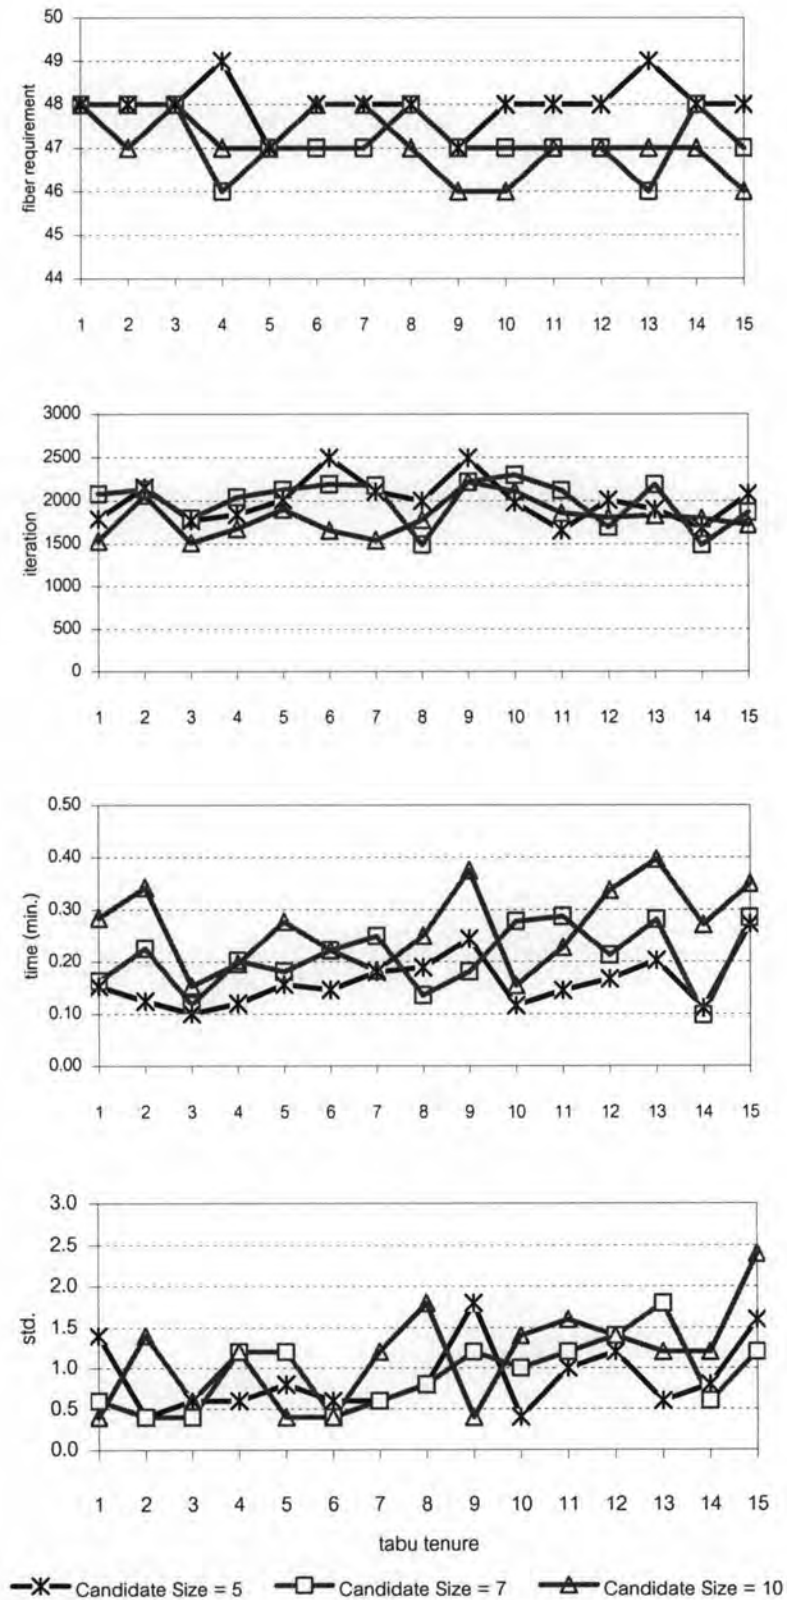 50
49
48
47
46
45
44
fiber requirement
1 2 3 4 5 6 7 8 9 10 11 12 13 14 15
3000
2500
2000
1500
1000
500
0
iteration
1 2 3 4 5 6 7 8 9 10 11 12 13 14 15
0.50
0.40
0.30
0.20
0.10
0.00
time (min.)
1 2 3 4 5 6 7 8 9 10 11 12 13 14 15
3.0
2.5
2.0
1.5
1.0
0.5
0.0
std.
1 2 3 4 5 6 7 8 9 10 11 12 13 14 15
tabu tenure
Candidate Size = 5 Candidate Size = 7 Candidate Size = 10